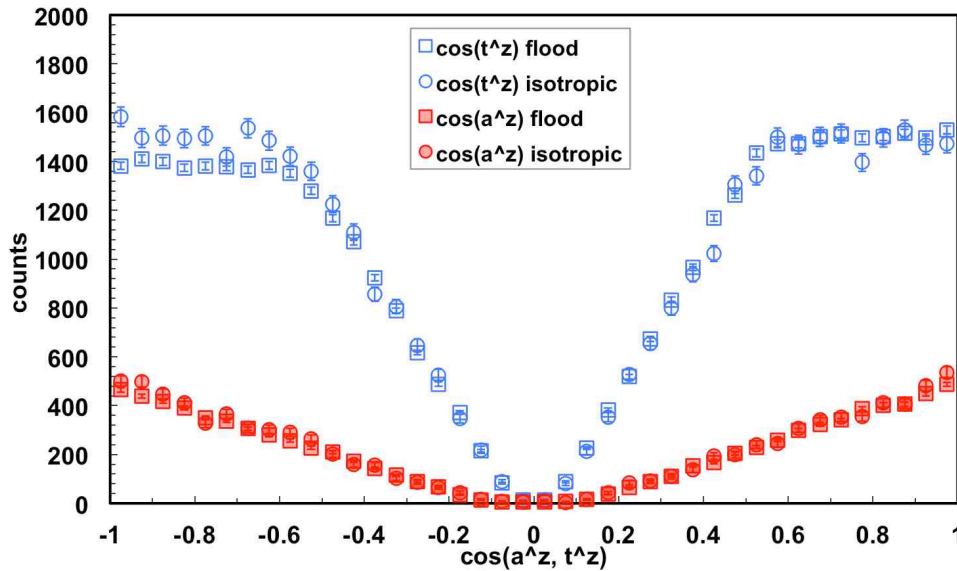 2000
1800
1600
1400
1200
1000
800
600
400
200
0
counts
cos(t^z) flood
cos(t^z) isotropic
cos(a^z) flood
cos(a^z) isotropic
-1 -0.8 -0.6 -0.4 -0.2 0 0.2 0.4 0.6 0.8 1
cos(a^z, t^z)